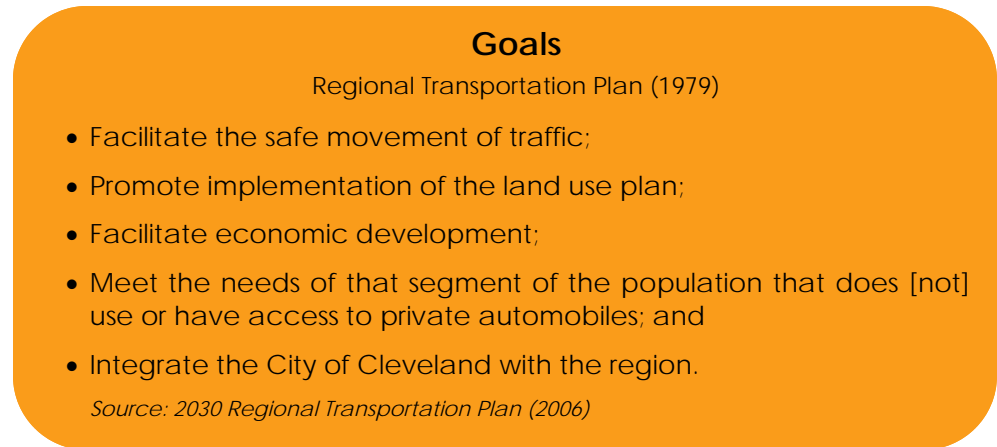 Goals
Regional Transportation Plan (1979)
• Facilitate the safe movement of traffic;
• Promote implementation of the land use plan;
• Facilitate economic development;
• Meet the needs of that segment of the population that does [not]
use or have access to private automobiles; and
• Integrate the City of Cleveland with the region.
Source: 2030 Regional Transportation Plan (2006)